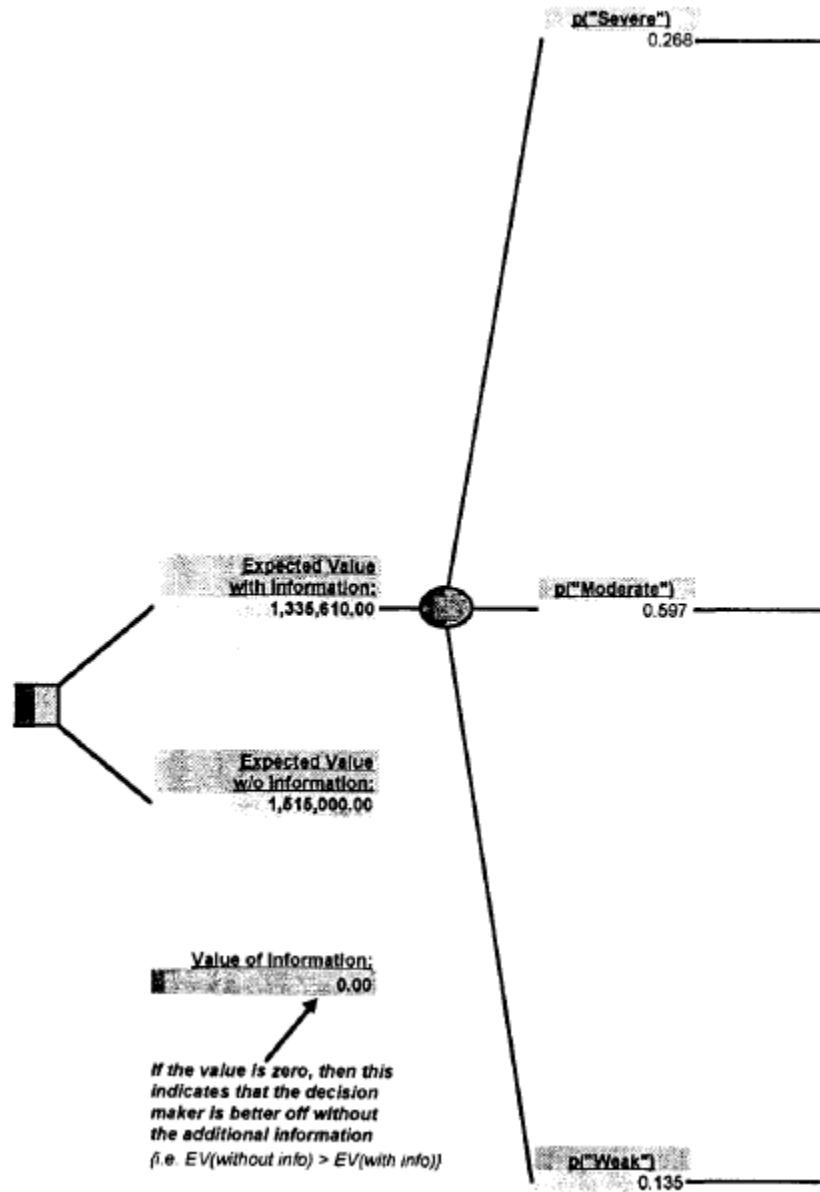 p("Severe")
0.268
Expected Value
with Information:
1,335,610.00
p("Moderate")
0.597
Expected Value
w/o Information:
1,515,000.00
Value of Information:
0.00
If the value is zero, then this
indicates that the decision
maker is better off without
the additional information
{i.e. EV(without info) > EV(with info)}
p("Weak")
0.135